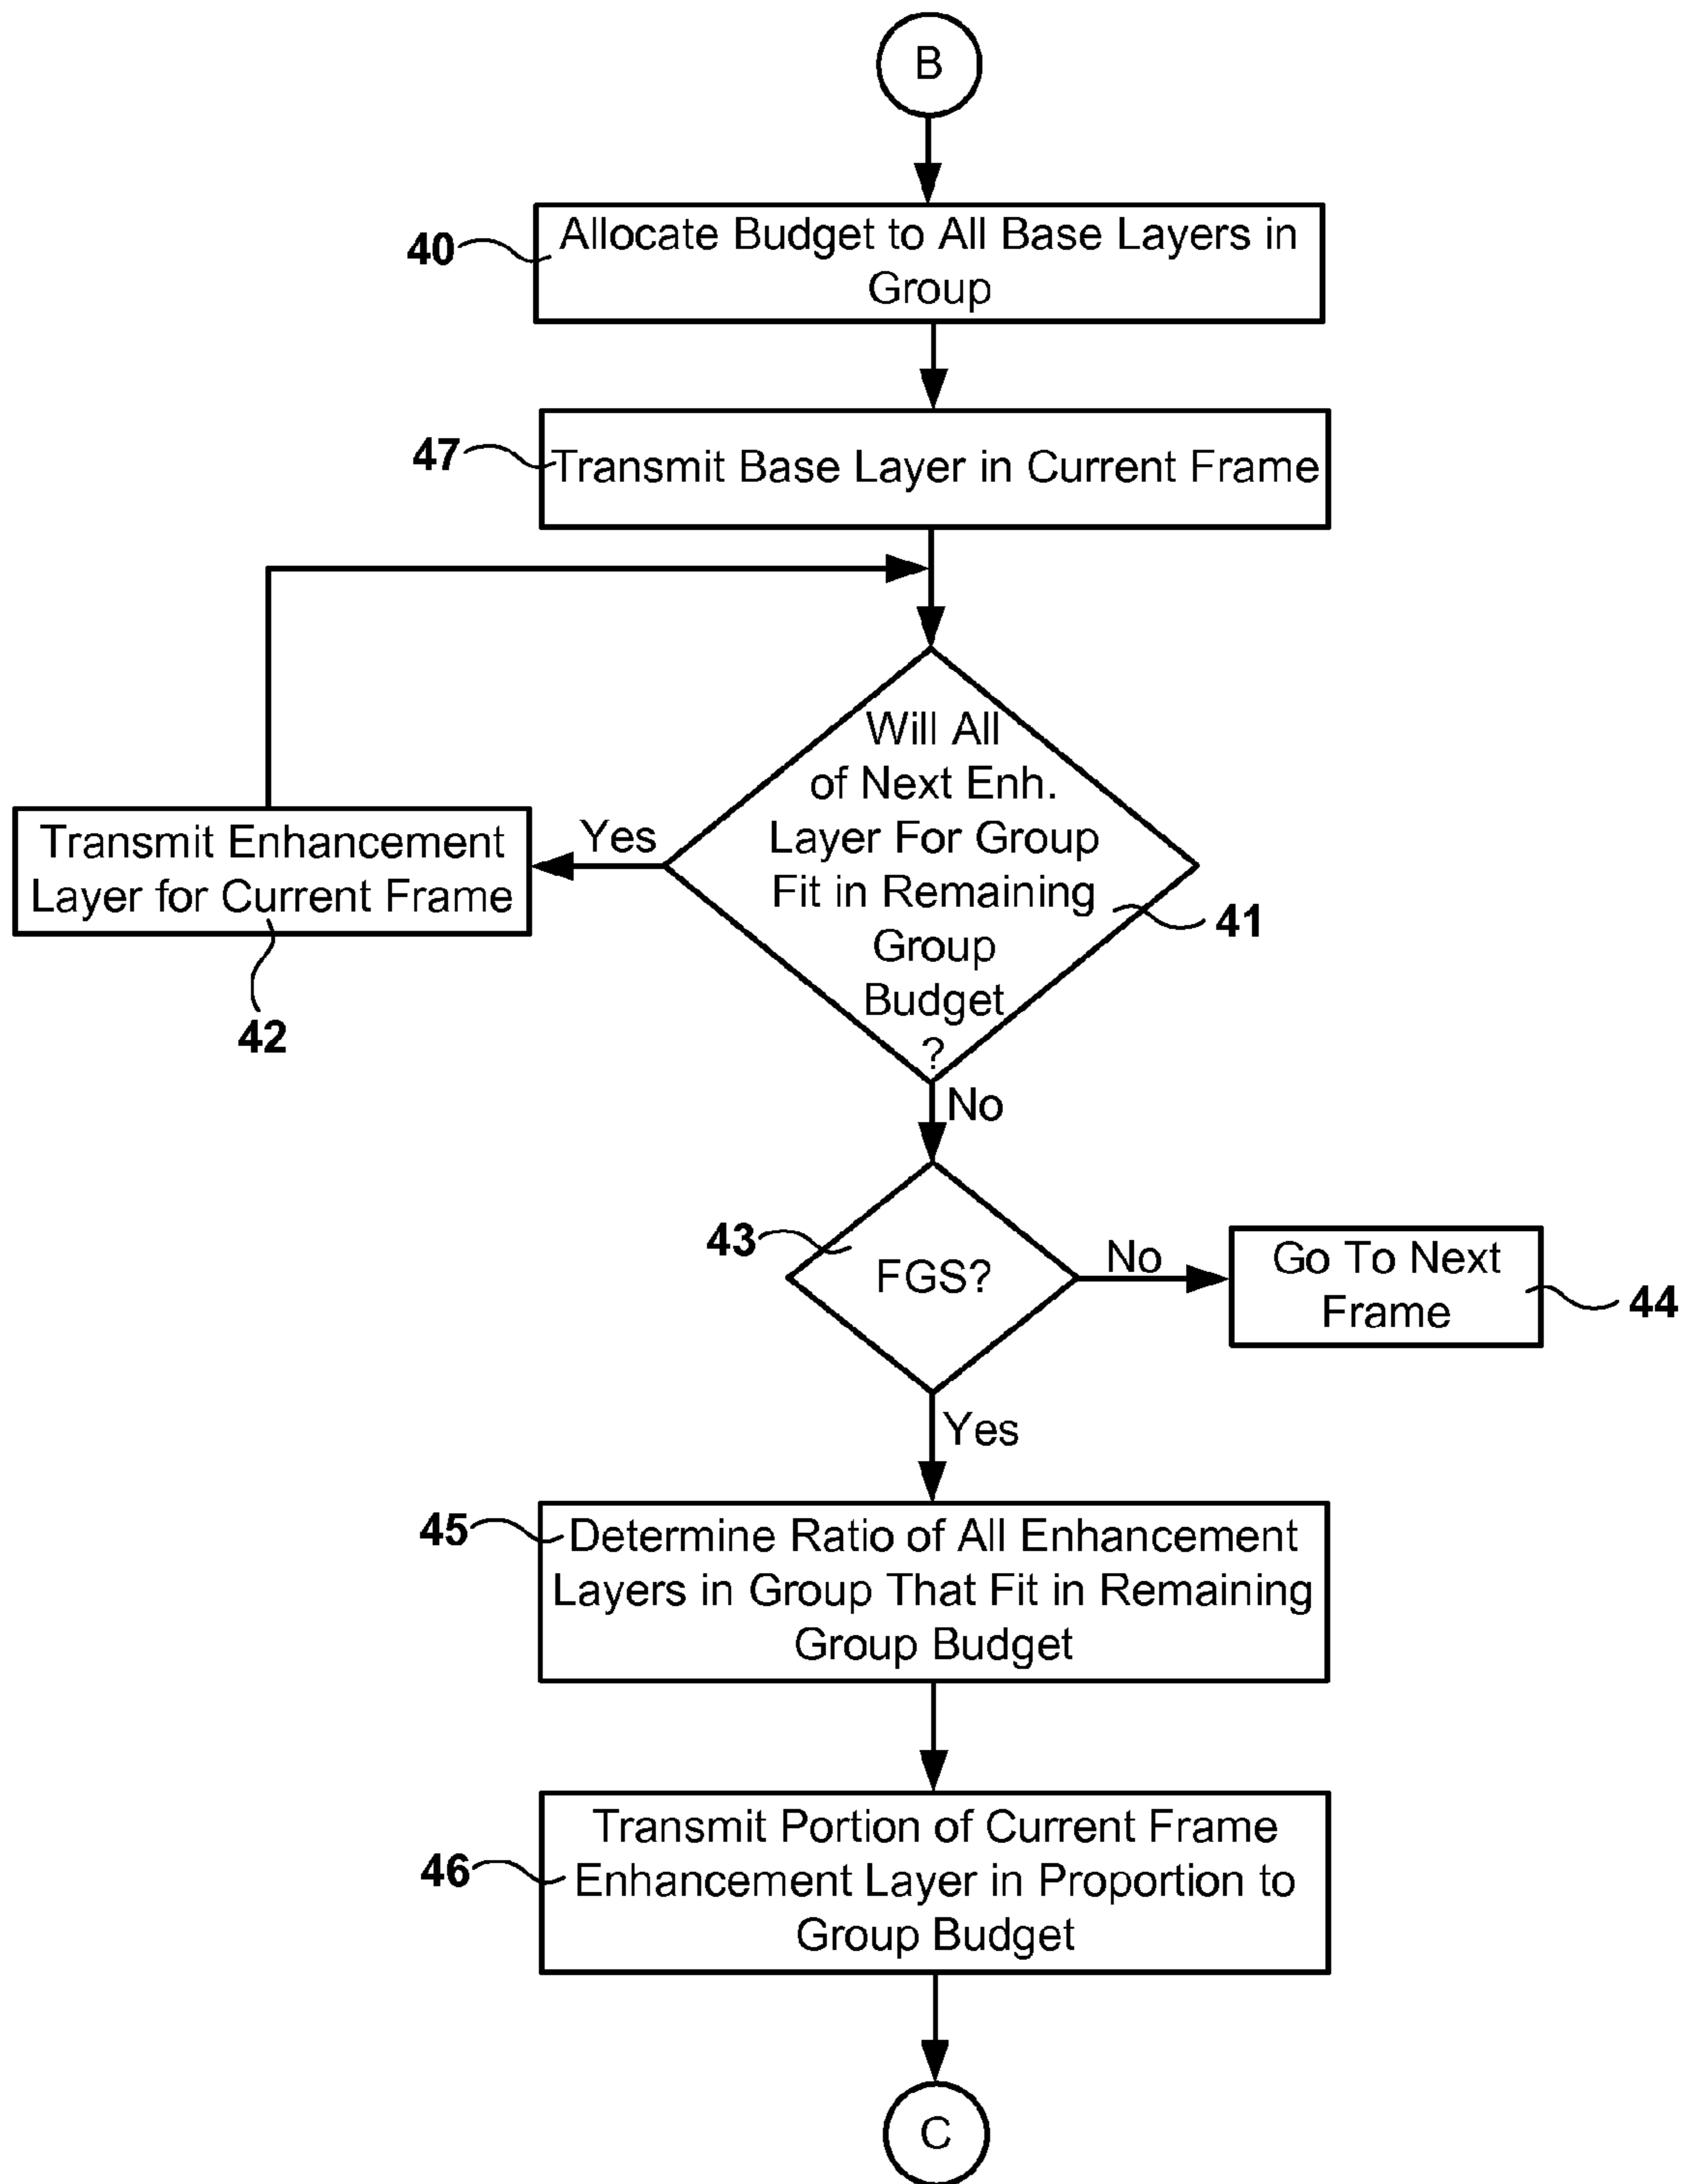 B
40
Allocate Budget to All Base Layers in
Group
47
Transmit Base Layer in Current Frame
Will All
of Next Enh.
Layer For Group
Fit in Remaining
Group
Budget
?
41
Yes
Transmit Enhancement
Layer for Current Frame
42
No
43
FGS?
No
Go To Next
Frame
44
Yes
45
Determine Ratio of All Enhancement
Layers in Group That Fit in Remaining
Group Budget
46
Transmit Portion of Current Frame
Enhancement Layer in Proportion to
Group Budget
C